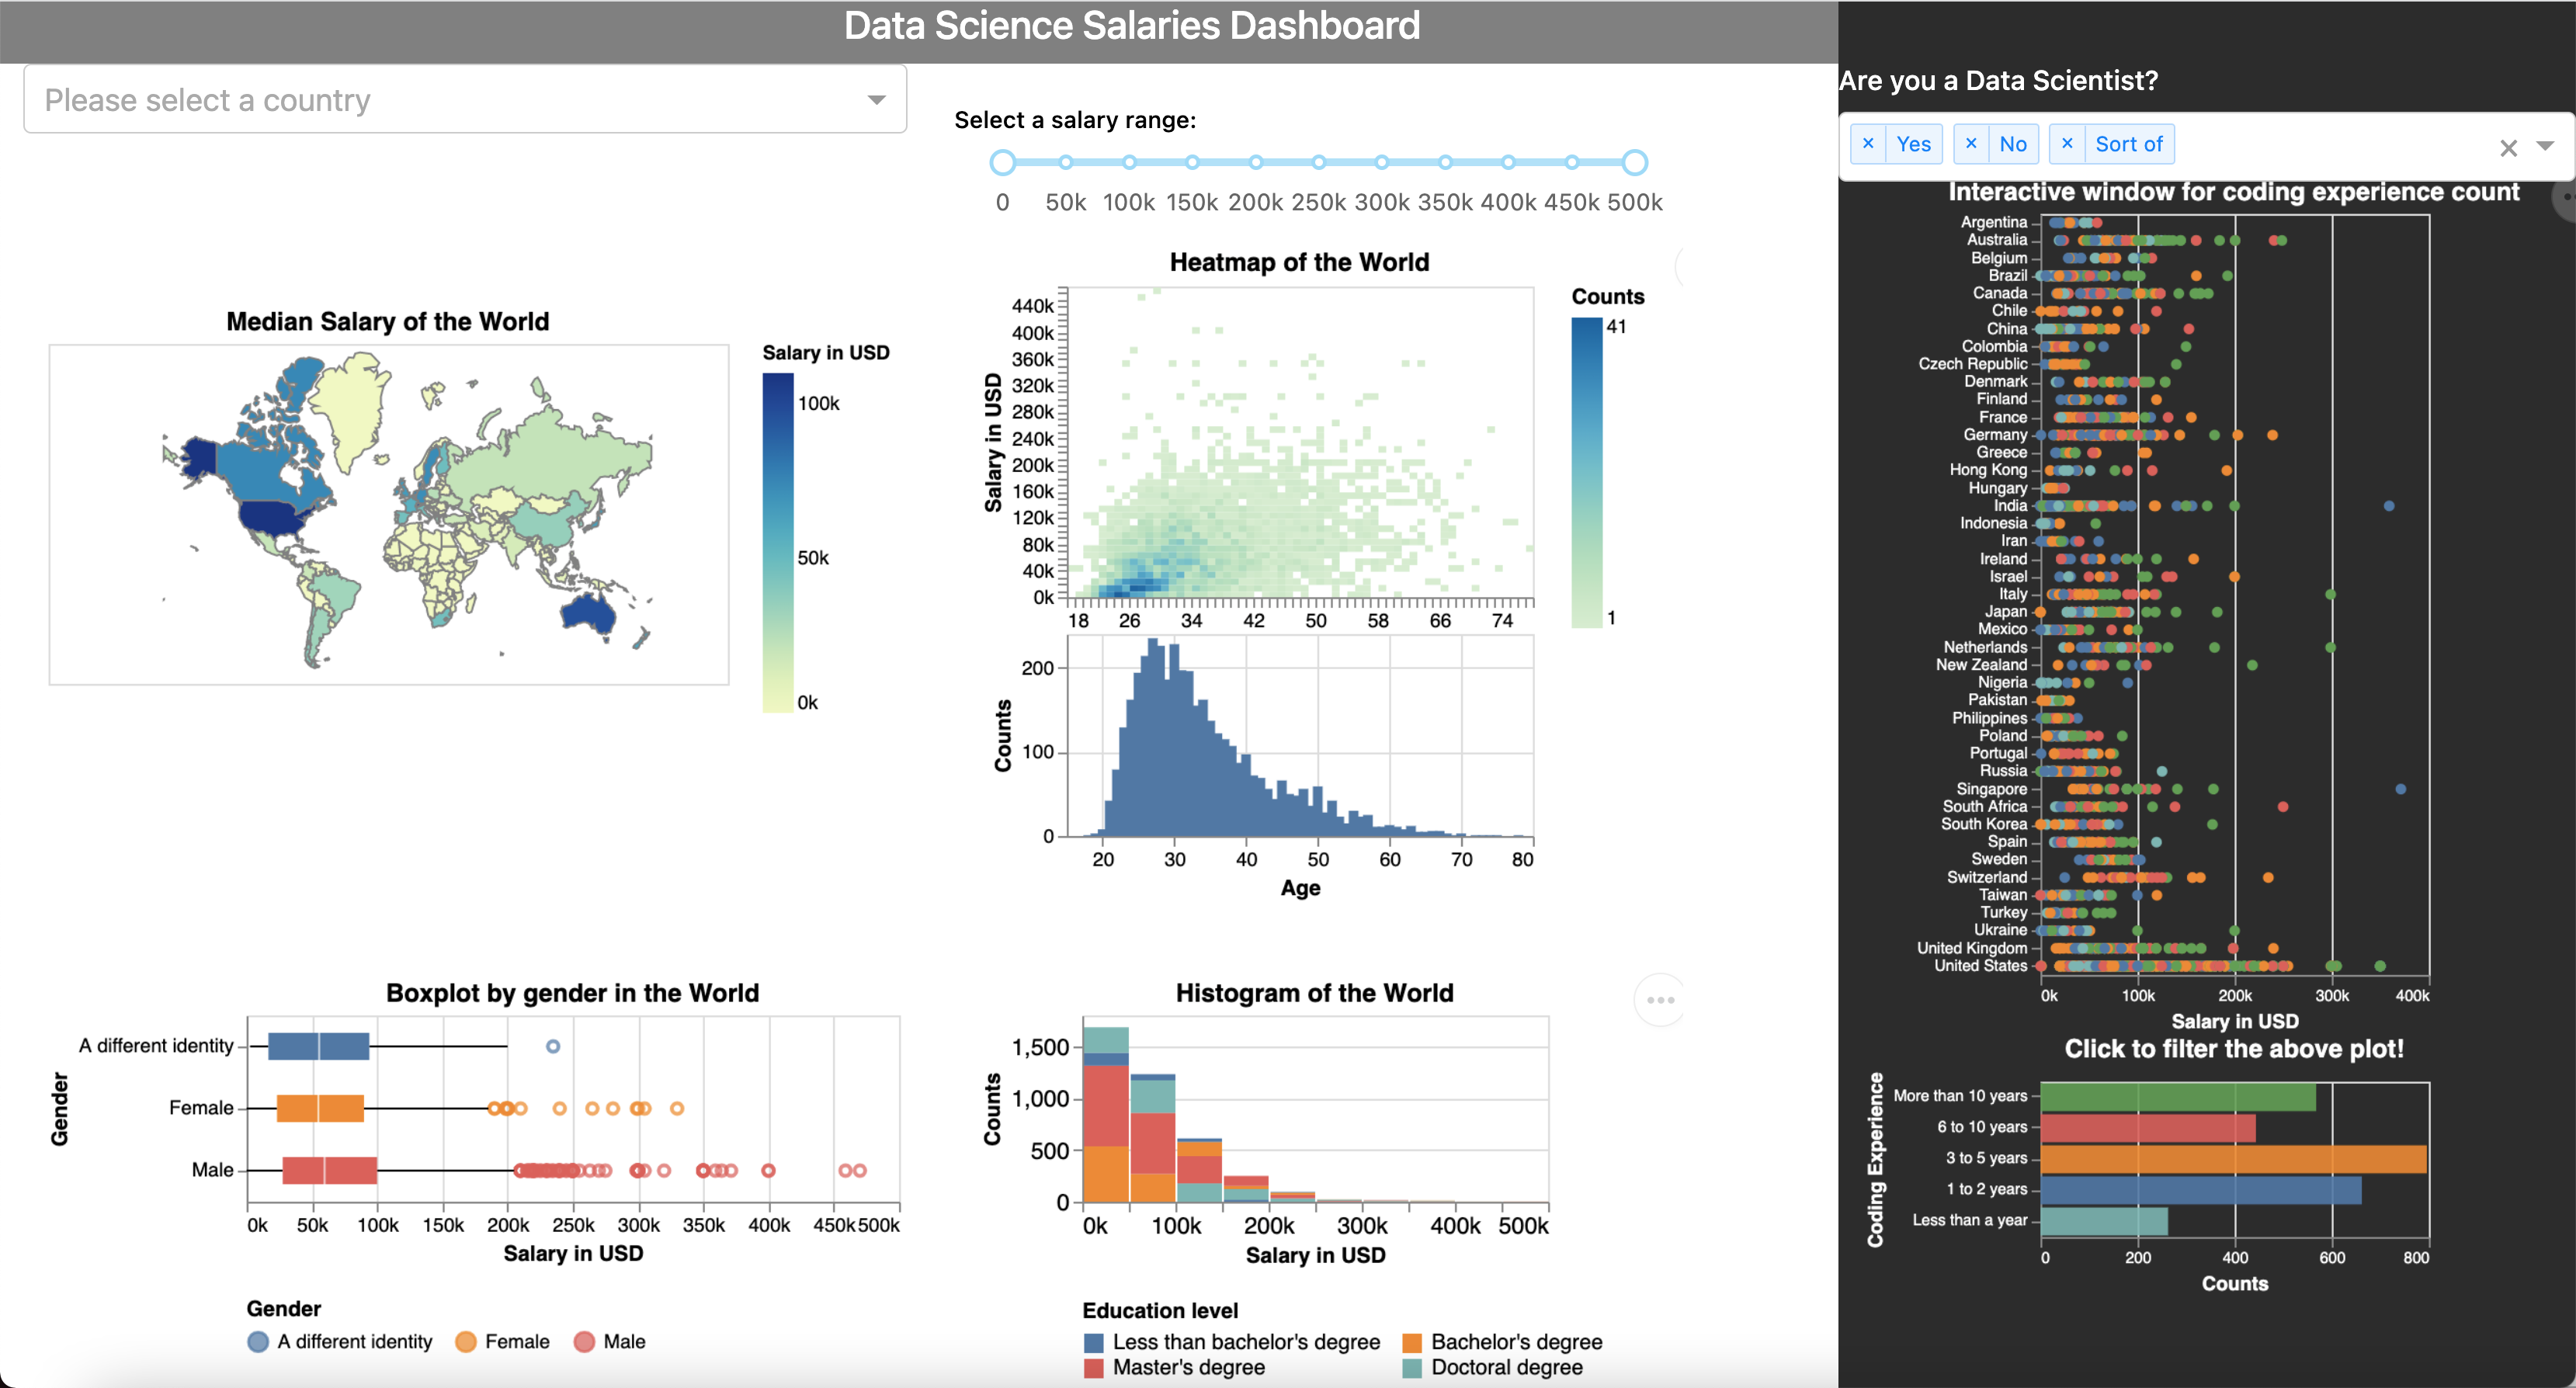 Data Science Salaries Dashboard
Please select a country
Select a salary range:
0 50k 100k 150k 200k 250k 300k 350k 400k 450k 500k
Median Salary of the World
Salary in USD
100k
50k
0k
Heatmap of the World
Salary in USD
440k
400k
360k
320k
280k
240k
200k
160k
120k
80k
40k
0k
18 26 34 42 50 58 66 74
Counts
41
1
Counts
200
100
0
20 30 40 50 60 70 80
Age
Boxplot by gender in the World
Gender
A different identity
Female
Male
0k 50k 100k 150k 200k 250k 300k 350k 400k 450k 500k
Salary in USD
Gender
A different identity Female Male
Histogram of the World
Counts
1,500
1,000
500
0
0k 100k 200k 300k 400k 500k
Salary in USD
Education level
Less than bachelor's degree Bachelor's degree
Master's degree Doctoral degree
Are you a Data Scientist?
× Yes × No × Sort of ×
Interactive window for coding experience count
Argentina
Australia
Belgium
Brazil
Canada
Chile
China
Colombia
Czech Republic
Denmark
Finland
France
Germany
Greece
Hong Kong
Hungary
India
Indonesia
Iran
Ireland
Israel
Italy
Japan
Mexico
Netherlands
New Zealand
Nigeria
Pakistan
Philippines
Poland
Portugal
Russia
Singapore
South Africa
South Korea
Spain
Sweden
Switzerland
Taiwan
Turkey
Ukraine
United Kingdom
United States
0k 100k 200k 300k 400k
Salary in USD
Click to filter the above plot!
Coding Experience
More than 10 years
6 to 10 years
3 to 5 years
1 to 2 years
Less than a year
0 200 400 600 800
Counts